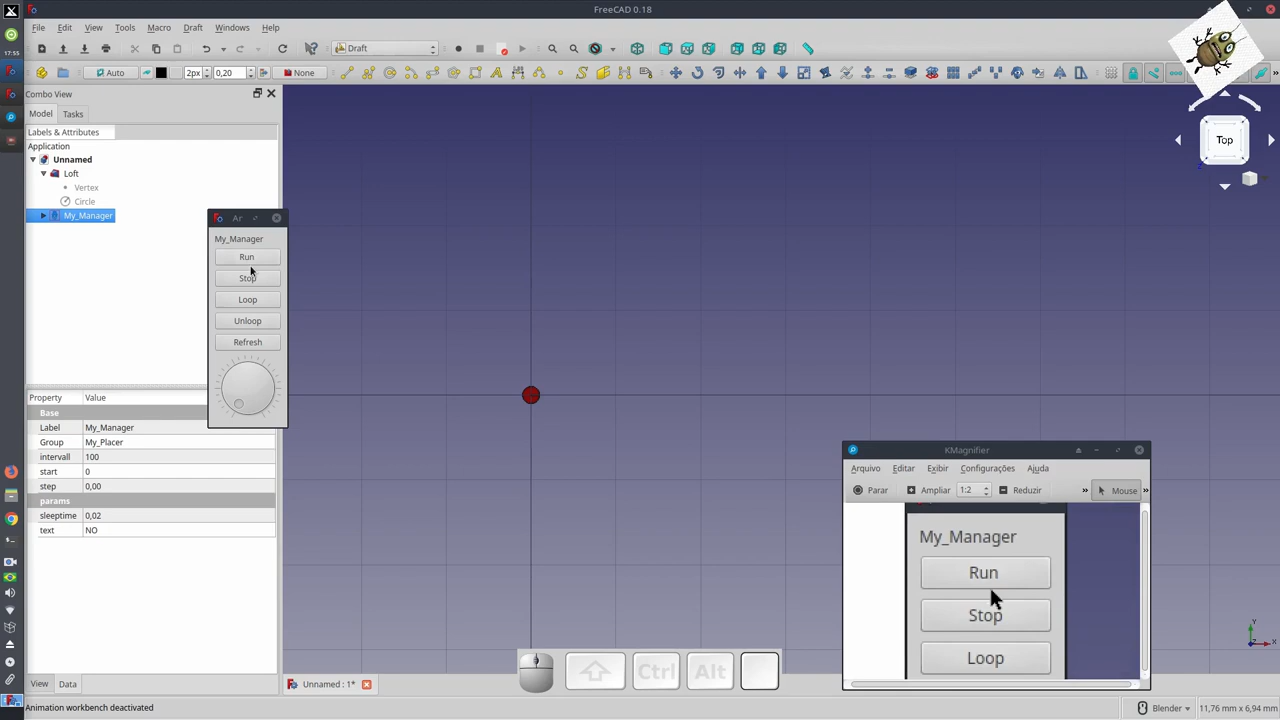 FreeCAD 0.18
File Edit View Tools Macro Draft Windows Help
17:55
Draft
Auto 2px 0,20 None
Combo View
Model Tasks
Labels & Attributes
Application
Unnamed
Loft
Vertex
Circle
My_Manager
Ar
My_Manager
Run
Stop
Loop
Unloop
Refresh
Top
Z
Property Value
Base
Label My_Manager
Group My_Placer
intervall 100
start 0
step 0,00
params
sleeptime 0,02
text NO
KMagnifier
Arquivo Editar Exibir Configurações Ajuda
Parar Ampliar 1:2 Reduzir » Mouse »
My_Manager
Run
Stop
Loop
Ctrl Alt
Y
Z X
View Data
Unnamed : 1*
Animation workbench deactivated
Blender 11,76 mm x 6,94 mm